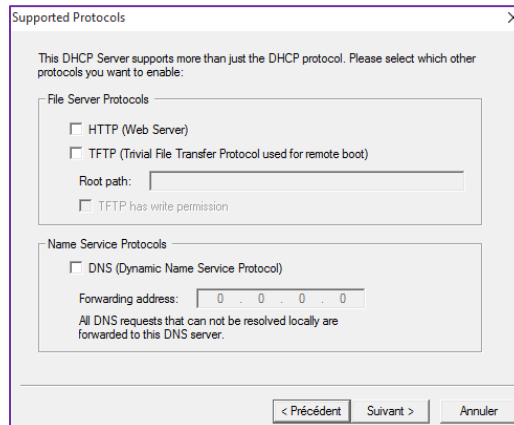 Supported Protocols
This DHCP Server supports more than just the DHCP protocol. Please select which other
protocols you want to enable:
File Server Protocols
HTTP (Web Server)
TFTP (Trivial File Transfer Protocol used for remote boot)
Root path:
TFTP has write permission
Name Service Protocols
DNS (Dynamic Name Service Protocol)
Forwarding address: 0 . 0 . 0 . 0
All DNS requests that can not be resolved locally are
forwarded to this DNS server.
< Précédent Suivant > Annuler